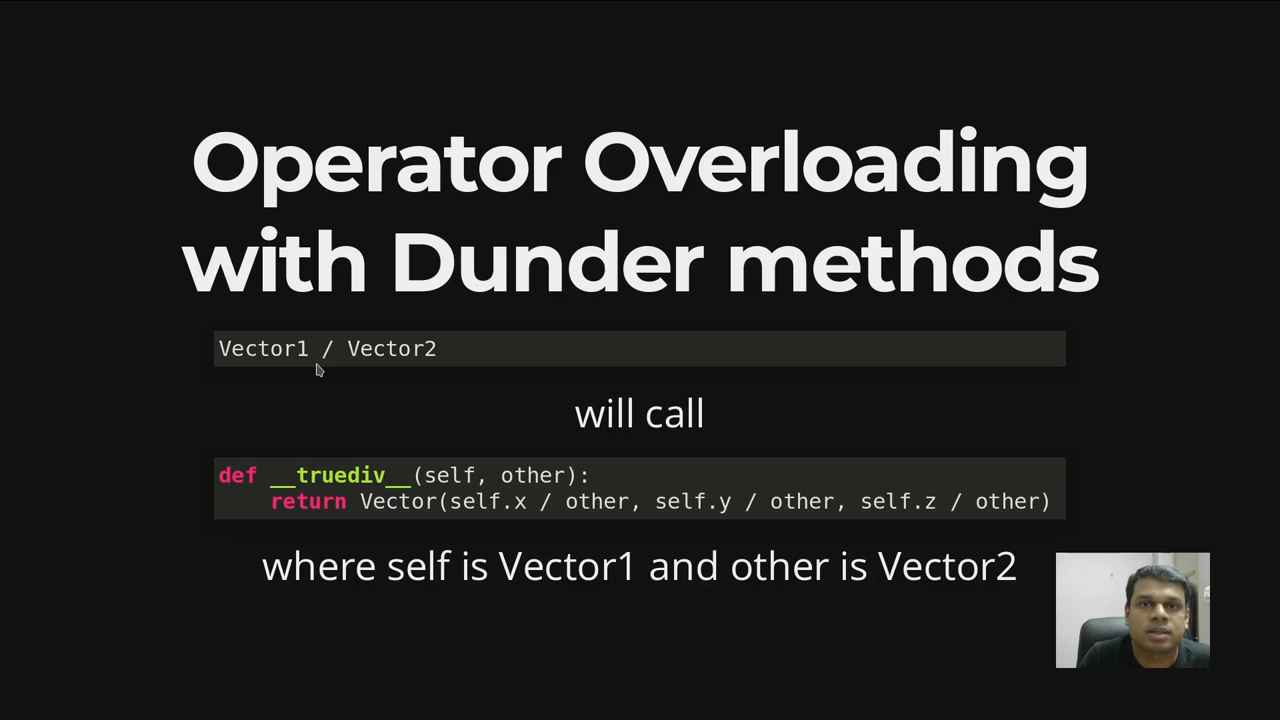 Operator Overloading
with Dunder methods
Vector1 / Vector2
will call
def __truediv__(self, other):
    return Vector(self.x / other, self.y / other, self.z / other)
where self is Vector1 and other is Vector2